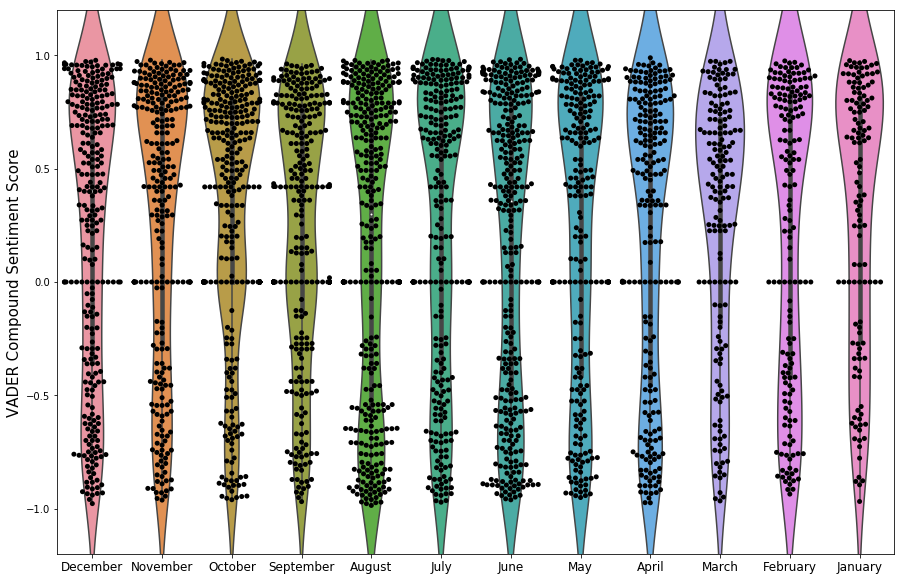 VADER Compound Sentiment Score
1.0
0.5
0.0
−0.5
−1.0
December November October September August July June May April March February January